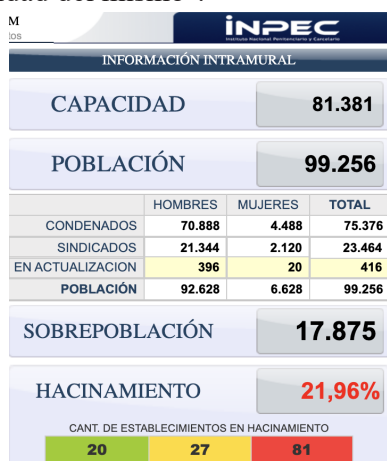 M
tos
INPEC
Instituto Nacional Penitenciario y Carcelario
INFORMACIÓN INTRAMURAL
CAPACIDAD 81.381
POBLACIÓN 99.256
HOMBRES MUJERES TOTAL
CONDENADOS 70.888 4.488 75.376
SINDICADOS 21.344 2.120 23.464
EN ACTUALIZACION 396 20 416
POBLACIÓN 92.628 6.628 99.256
SOBREPOBLACIÓN 17.875
HACINAMIENTO 21,96%
CANT. DE ESTABLECIMIENTOS EN HACINAMIENTO
20 27 81